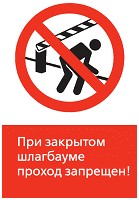 При закрытом
шлагбауме
проход запрещен!